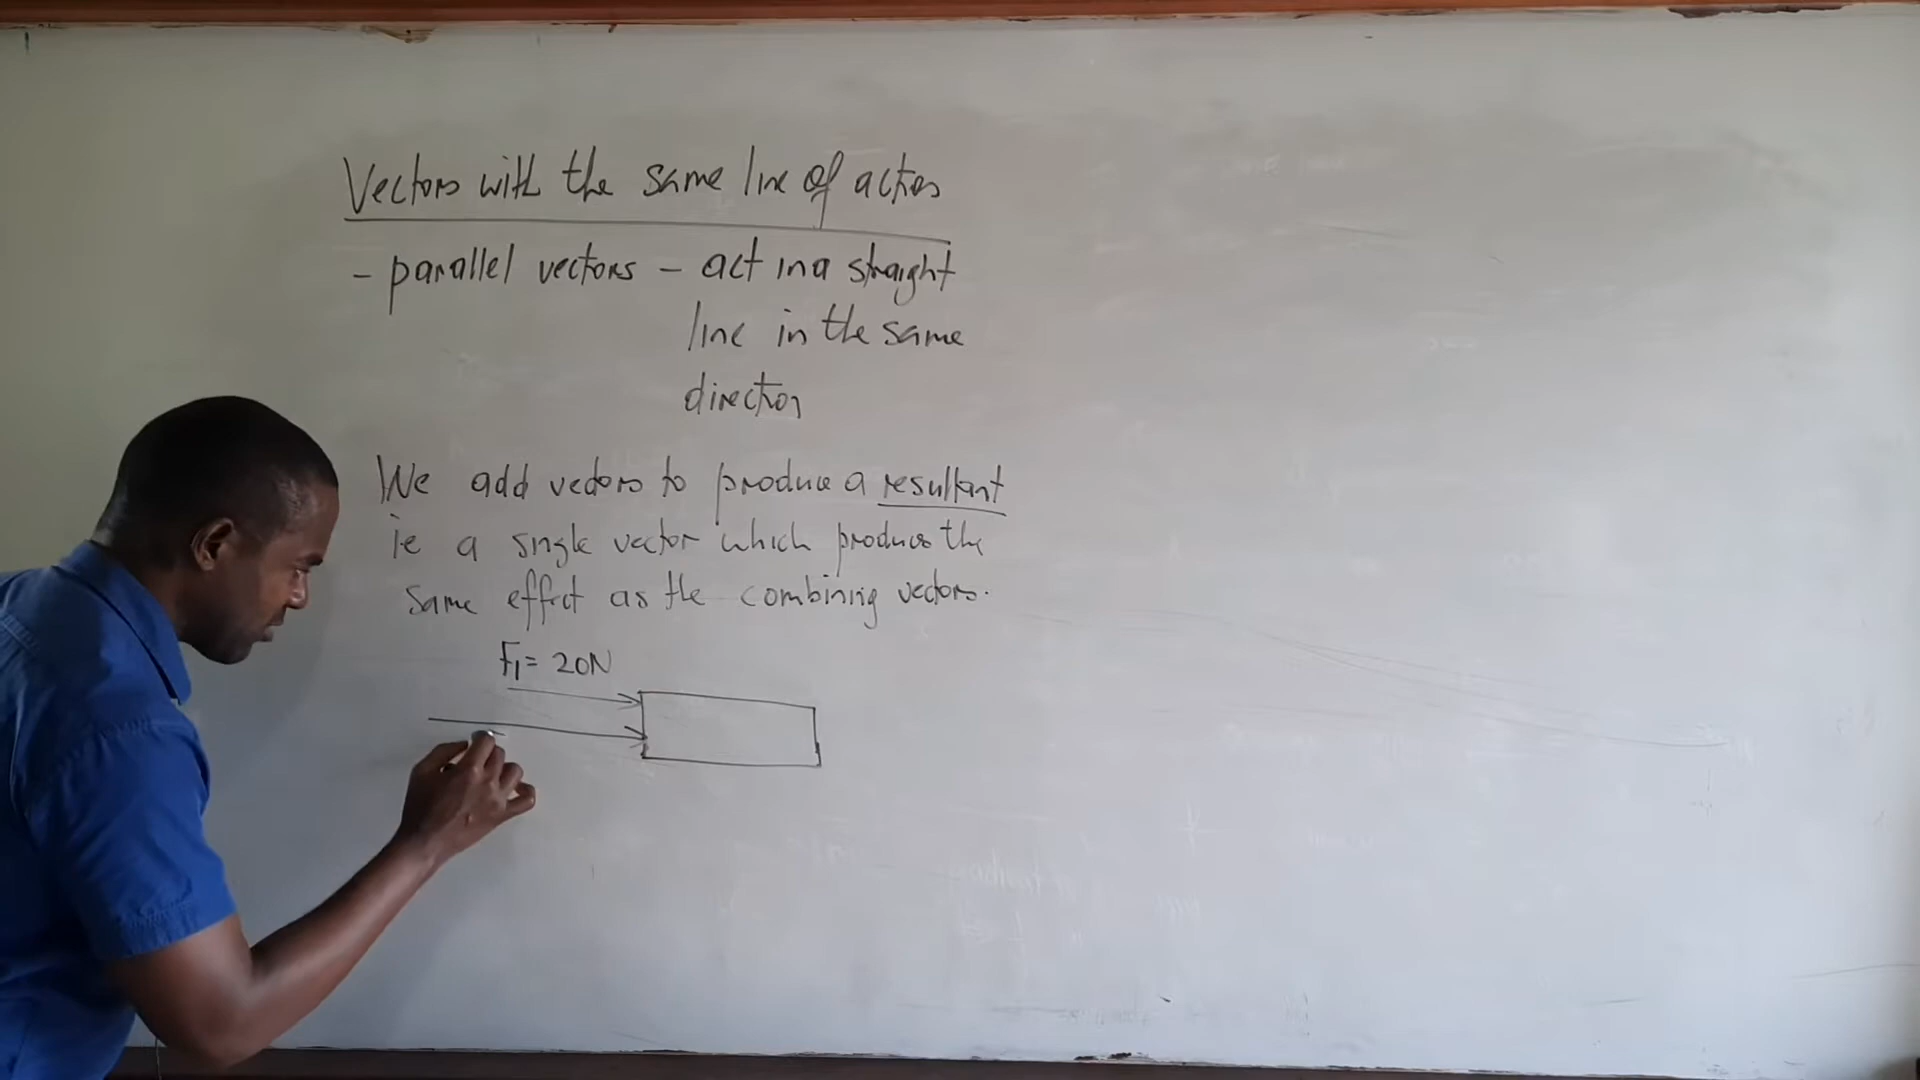 Vectors with the same line of action
- parallel vectors - act in a straight
line in the same
direction
We add vectors to produce a resultant
ie a single vector which produces the
same effect as the combining vectors.
F1 = 20N